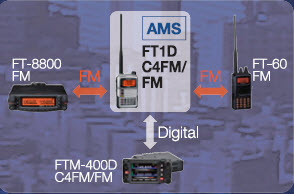 AMS
FT1D
C4FM/
FM
FT-8800
FM
FM
FM
FT-60
FM
Digital
FTM-400D
C4FM/FM